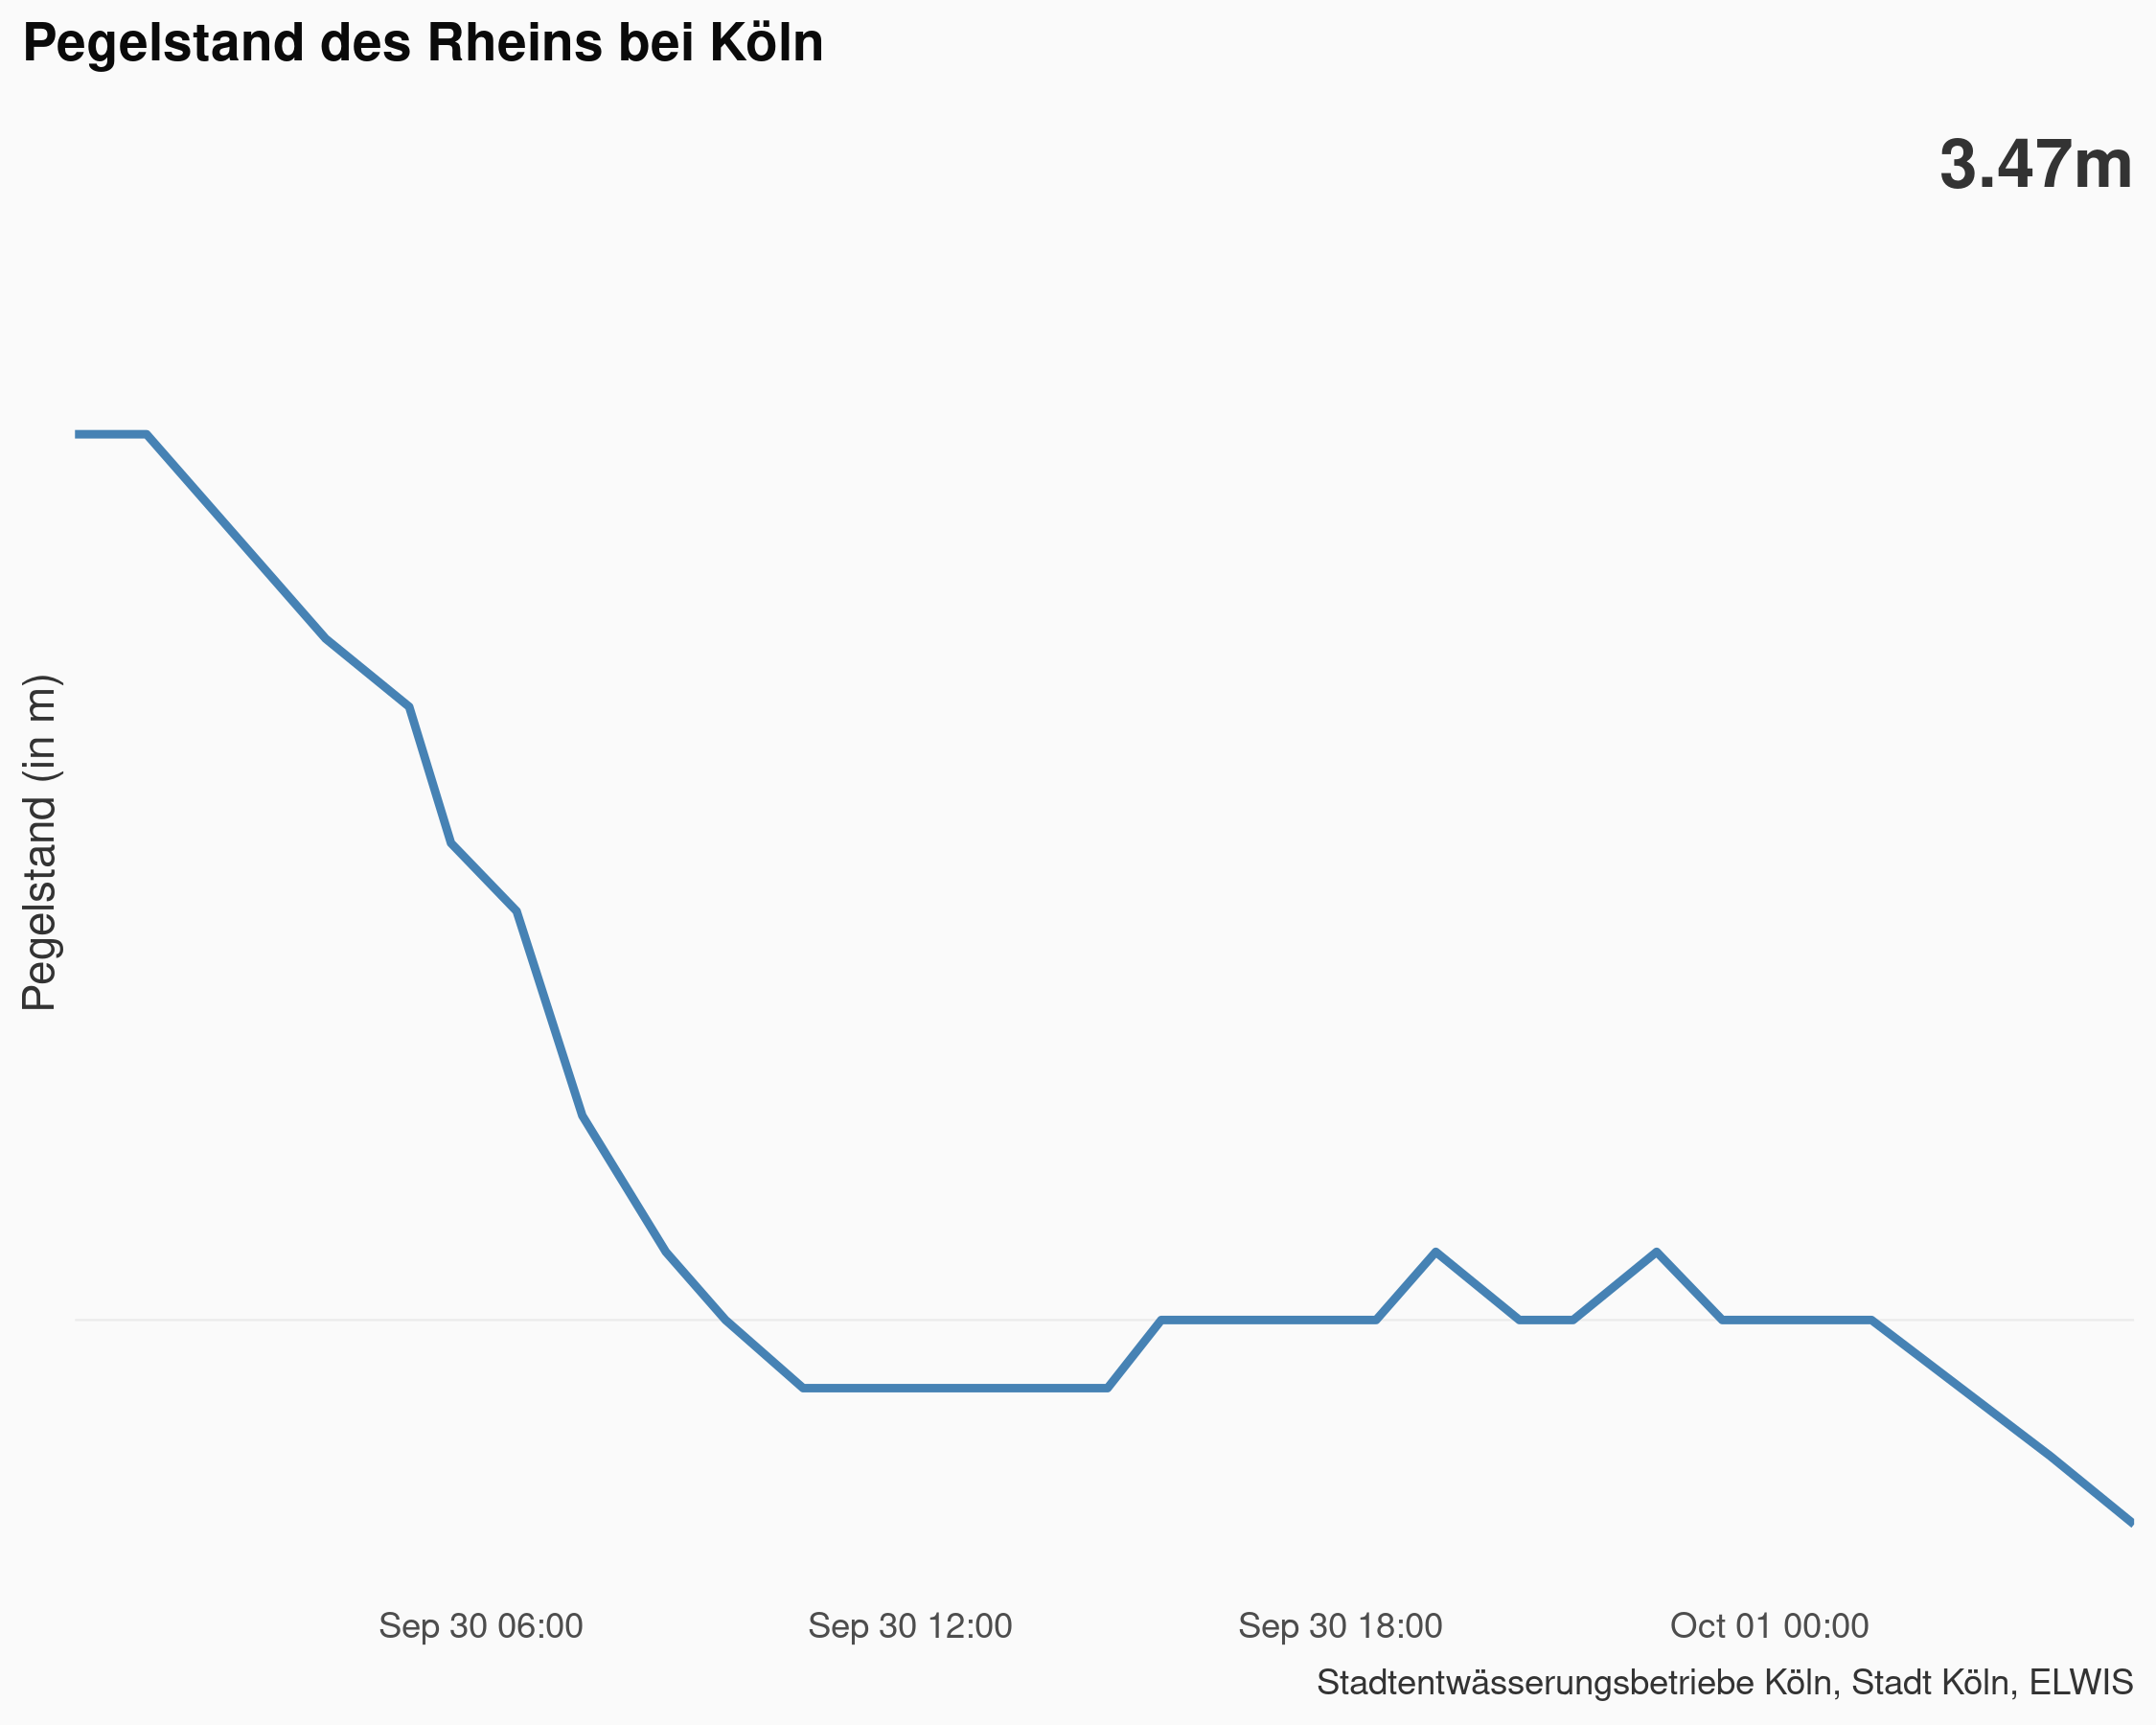 Pegelstand des Rheins bei Köln
3.47m
Pegelstand (in m)
Sep 30 06:00
Sep 30 12:00
Sep 30 18:00
Oct 01 00:00
Stadtentwässerungsbetriebe Köln, Stadt Köln, ELWIS